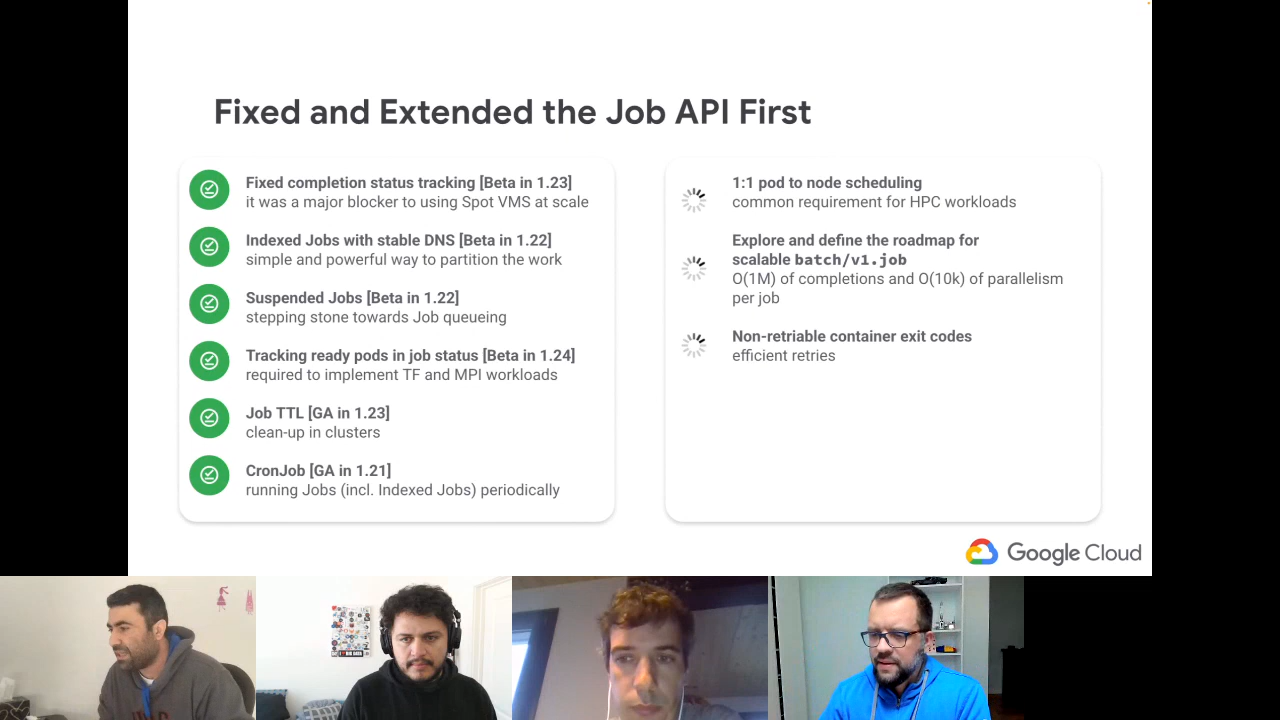 Fixed and Extended the Job API First
Fixed completion status tracking [Beta in 1.23]
it was a major blocker to using Spot VMS at scale
Indexed Jobs with stable DNS [Beta in 1.22]
simple and powerful way to partition the work
Suspended Jobs [Beta in 1.22]
stepping stone towards Job queueing
Tracking ready pods in job status [Beta in 1.24]
required to implement TF and MPI workloads
Job TTL [GA in 1.23]
clean-up in clusters
CronJob [GA in 1.21]
running Jobs (incl. Indexed Jobs) periodically
1:1 pod to node scheduling
common requirement for HPC workloads
Explore and define the roadmap for
scalable batch/v1.job
O(1M) of completions and O(10k) of parallelism
per job
Non-retriable container exit codes
efficient retries
Google Cloud